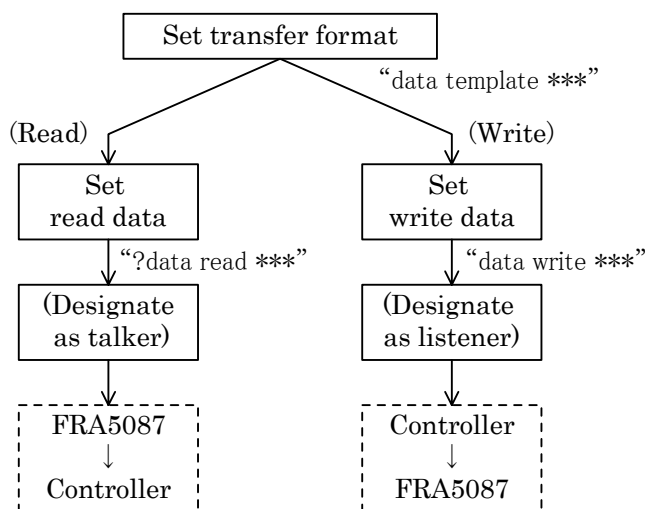 Set transfer format
“data template ***”
(Read)
(Write)
Set
read data
Set
write data
“?data read ***”
“data write ***”
(Designate
as talker)
(Designate
as listener)
FRA5087
↓
Controller
Controller
↓
FRA5087